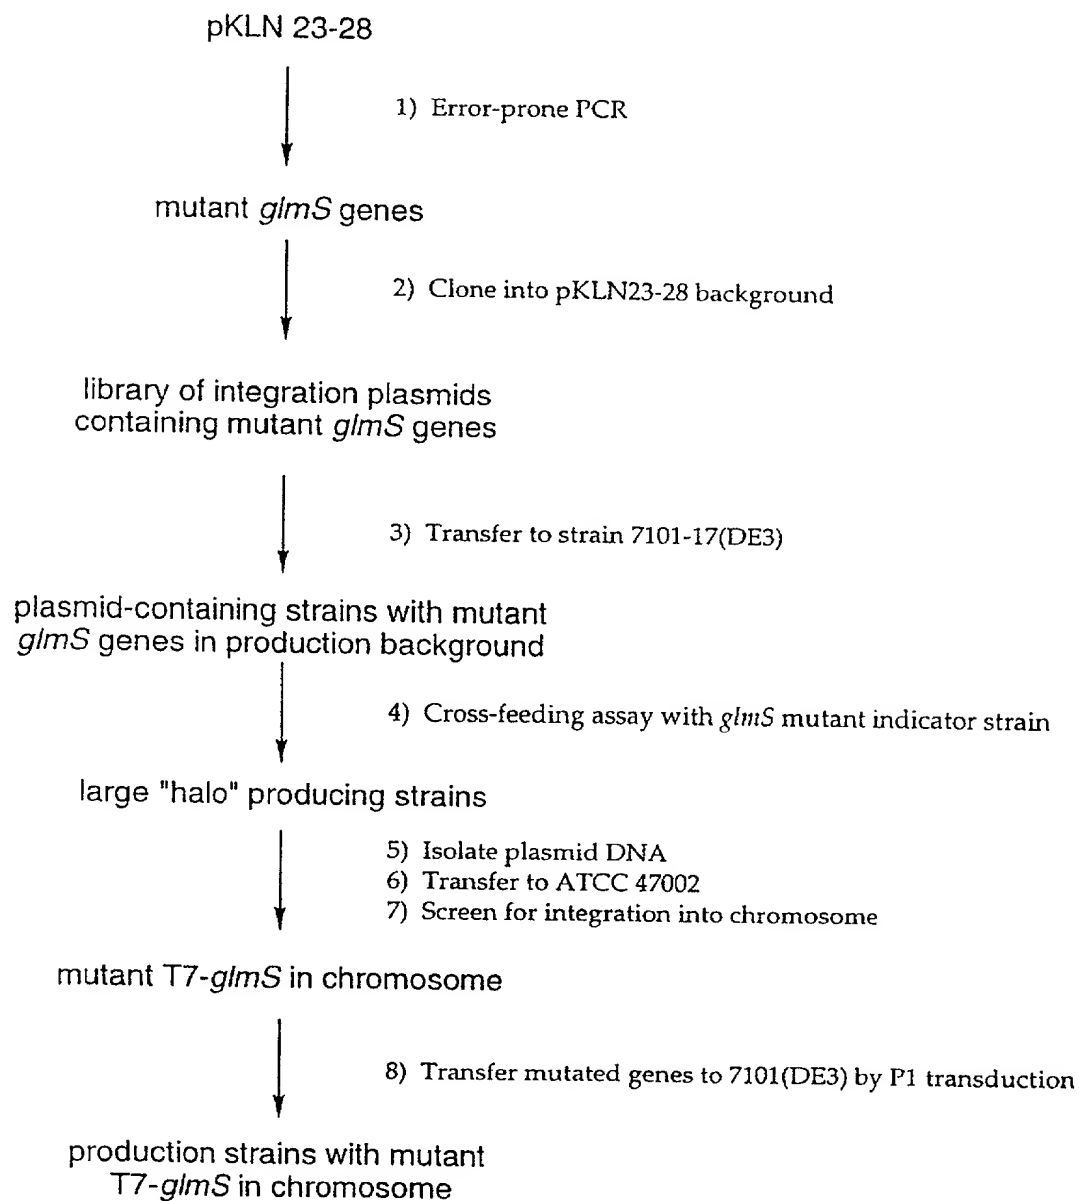 pKLN 23-28
1) Error-prone PCR
mutant glmS genes
2) Clone into pKLN23-28 background
library of integration plasmids
containing mutant glmS genes
3) Transfer to strain 7101-17(DE3)
plasmid-containing strains with mutant
glmS genes in production background
4) Cross-feeding assay with glmS mutant indicator strain
large "halo" producing strains
5) Isolate plasmid DNA
6) Transfer to ATCC 47002
7) Screen for integration into chromosome
mutant T7-glmS in chromosome
8) Transfer mutated genes to 7101(DE3) by P1 transduction
production strains with mutant
T7-glmS in chromosome